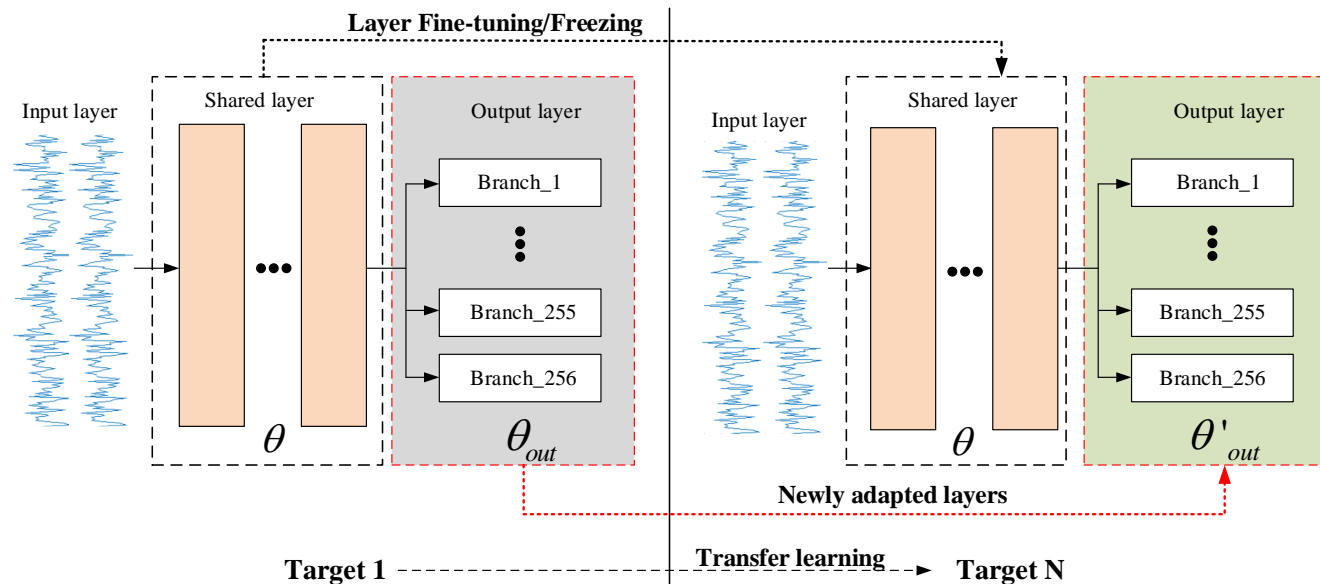 Layer Fine-tuning/Freezing
Input layer
Shared layer
Output layer
Branch_1
Branch_255
Branch_256
θ
θout
Input layer
Shared layer
Output layer
Branch_1
Branch_255
Branch_256
θ
θ'out
Newly adapted layers
Target 1
Transfer learning
Target N